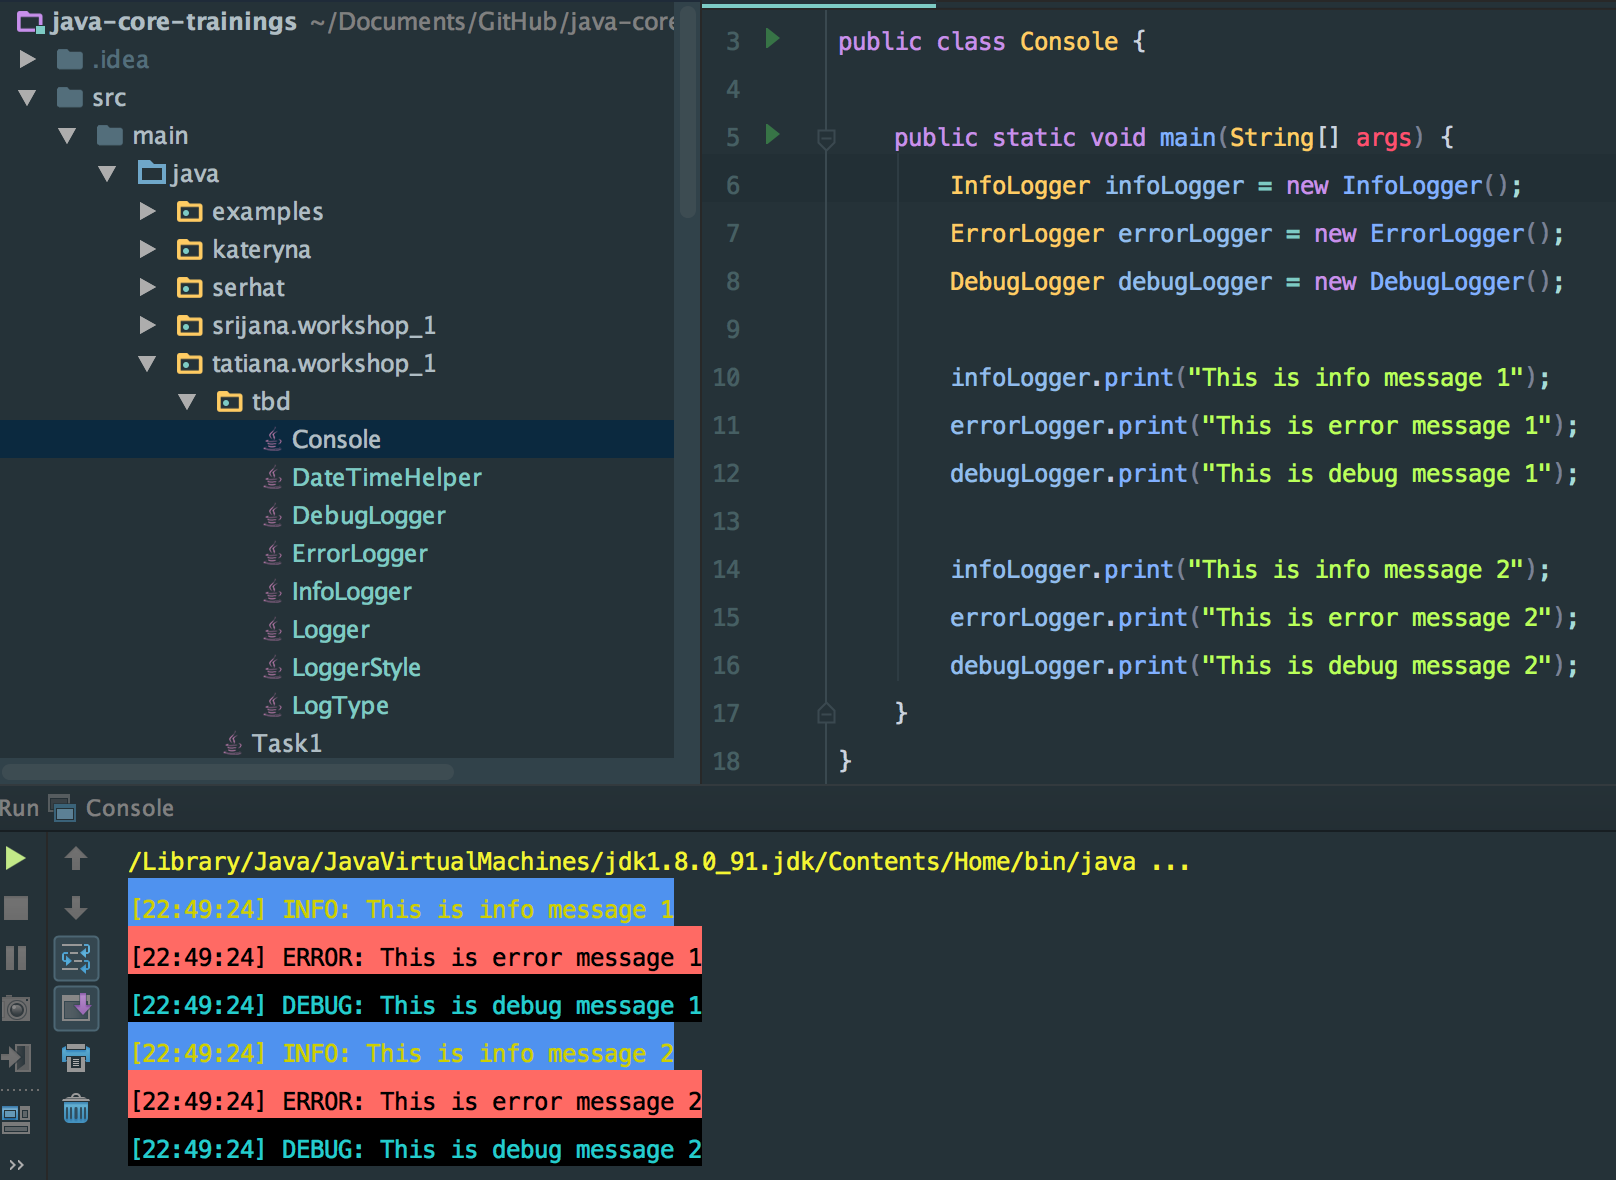 java-core-trainings ~/Documents/GitHub/java-core
.idea
src
main
java
examples
kateryna
serhat
srijana.workshop_1
tatiana.workshop_1
tbd
Console
DateTimeHelper
DebugLogger
ErrorLogger
InfoLogger
Logger
LoggerStyle
LogType
Task1
3 public class Console {
4
5 public static void main(String[] args) {
6 InfoLogger infoLogger = new InfoLogger();
7 ErrorLogger errorLogger = new ErrorLogger();
8 DebugLogger debugLogger = new DebugLogger();
9
10 infoLogger.print("This is info message 1");
11 errorLogger.print("This is error message 1");
12 debugLogger.print("This is debug message 1");
13
14 infoLogger.print("This is info message 2");
15 errorLogger.print("This is error message 2");
16 debugLogger.print("This is debug message 2");
17 }
18 }
Run Console
/Library/Java/JavaVirtualMachines/jdk1.8.0_91.jdk/Contents/Home/bin/java ...
[22:49:24] INFO: This is info message 1
[22:49:24] ERROR: This is error message 1
[22:49:24] DEBUG: This is debug message 1
[22:49:24] INFO: This is info message 2
[22:49:24] ERROR: This is error message 2
[22:49:24] DEBUG: This is debug message 2